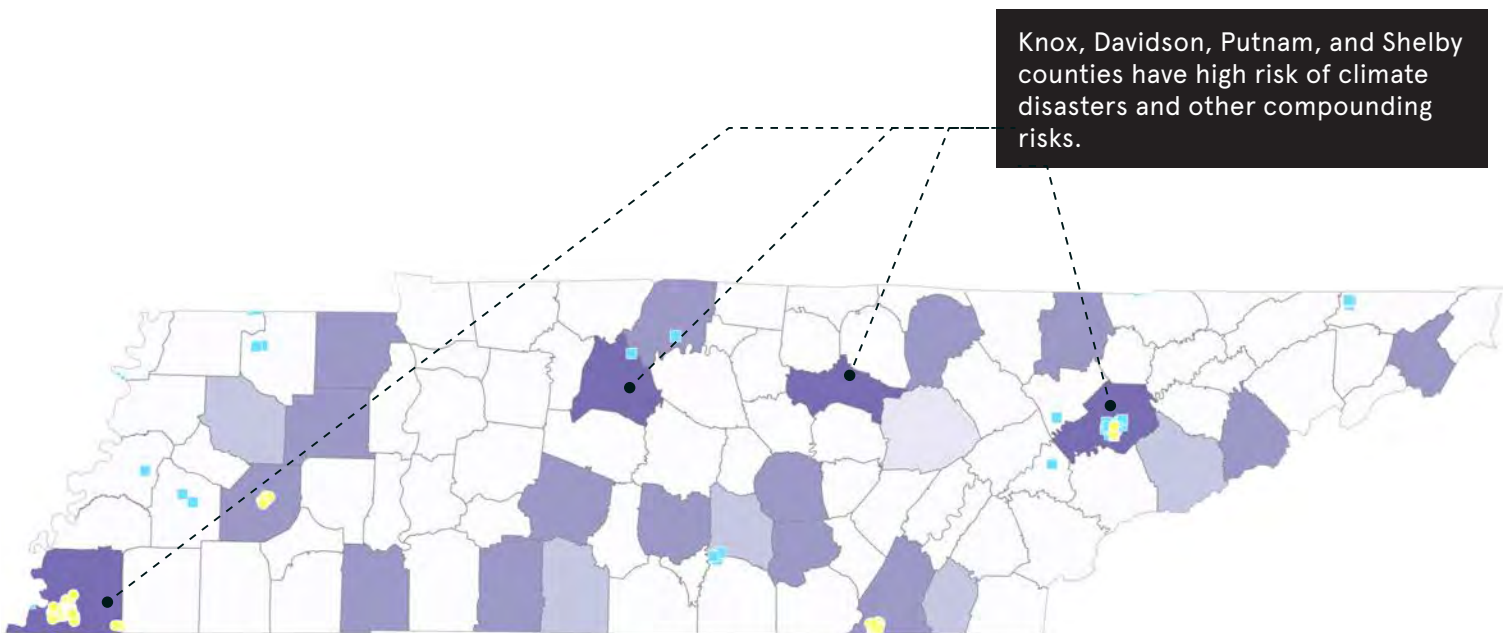 Knox, Davidson, Putnam, and Shelby
counties have high risk of climate
disasters and other compounding
risks.